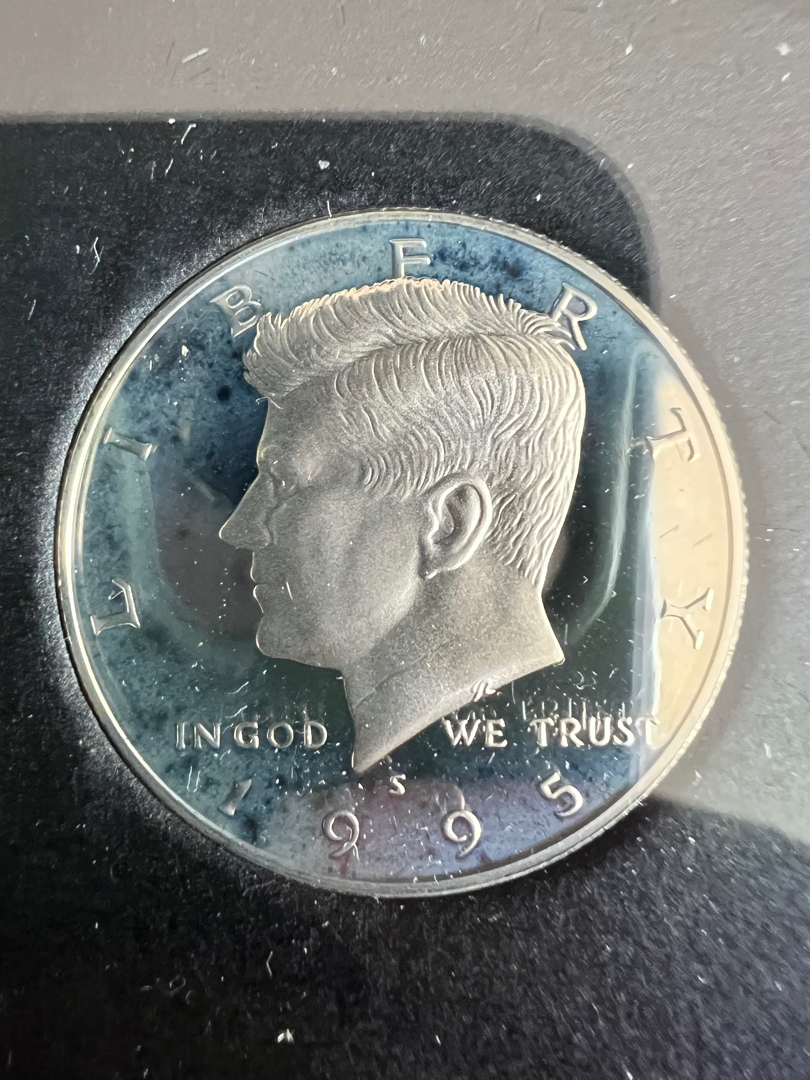 LIBERTY
IN GOD WE TRUST
S
1995